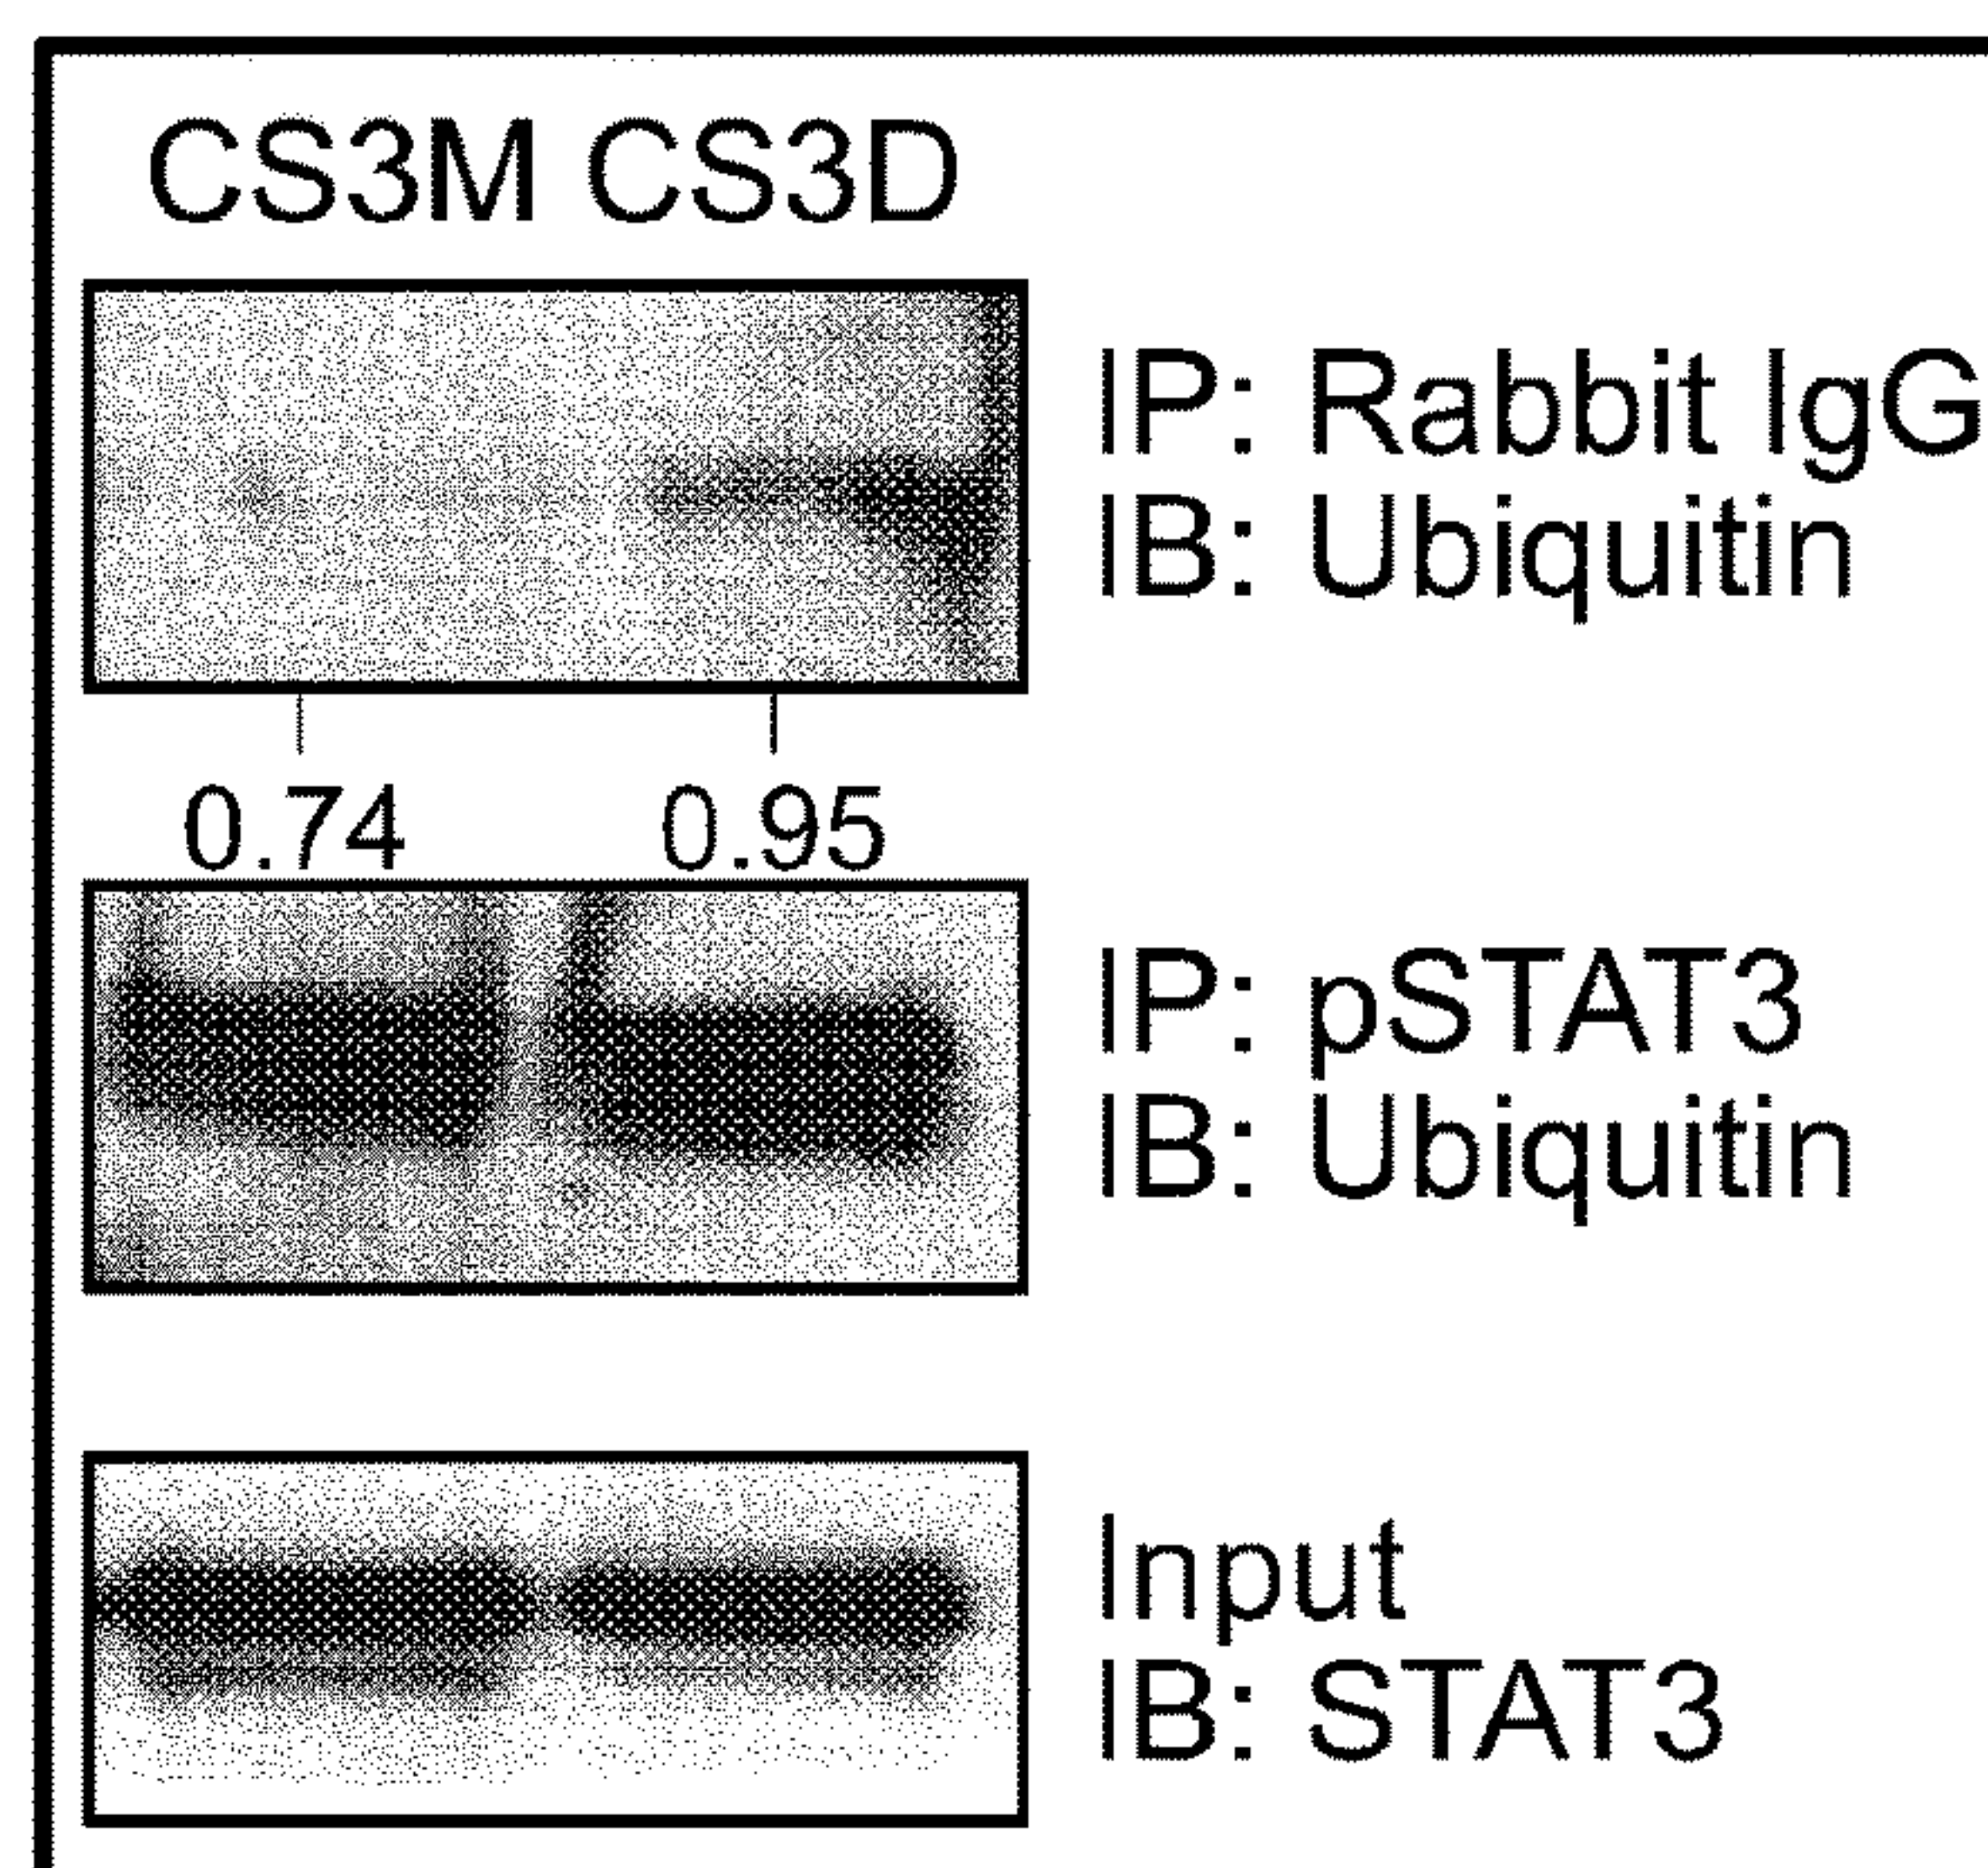 CS3M CS3D
IP: Rabbit IgG
IB: Ubiquitin
0.74 0.95
IP: pSTAT3
IB: Ubiquitin
Input
IB: STAT3